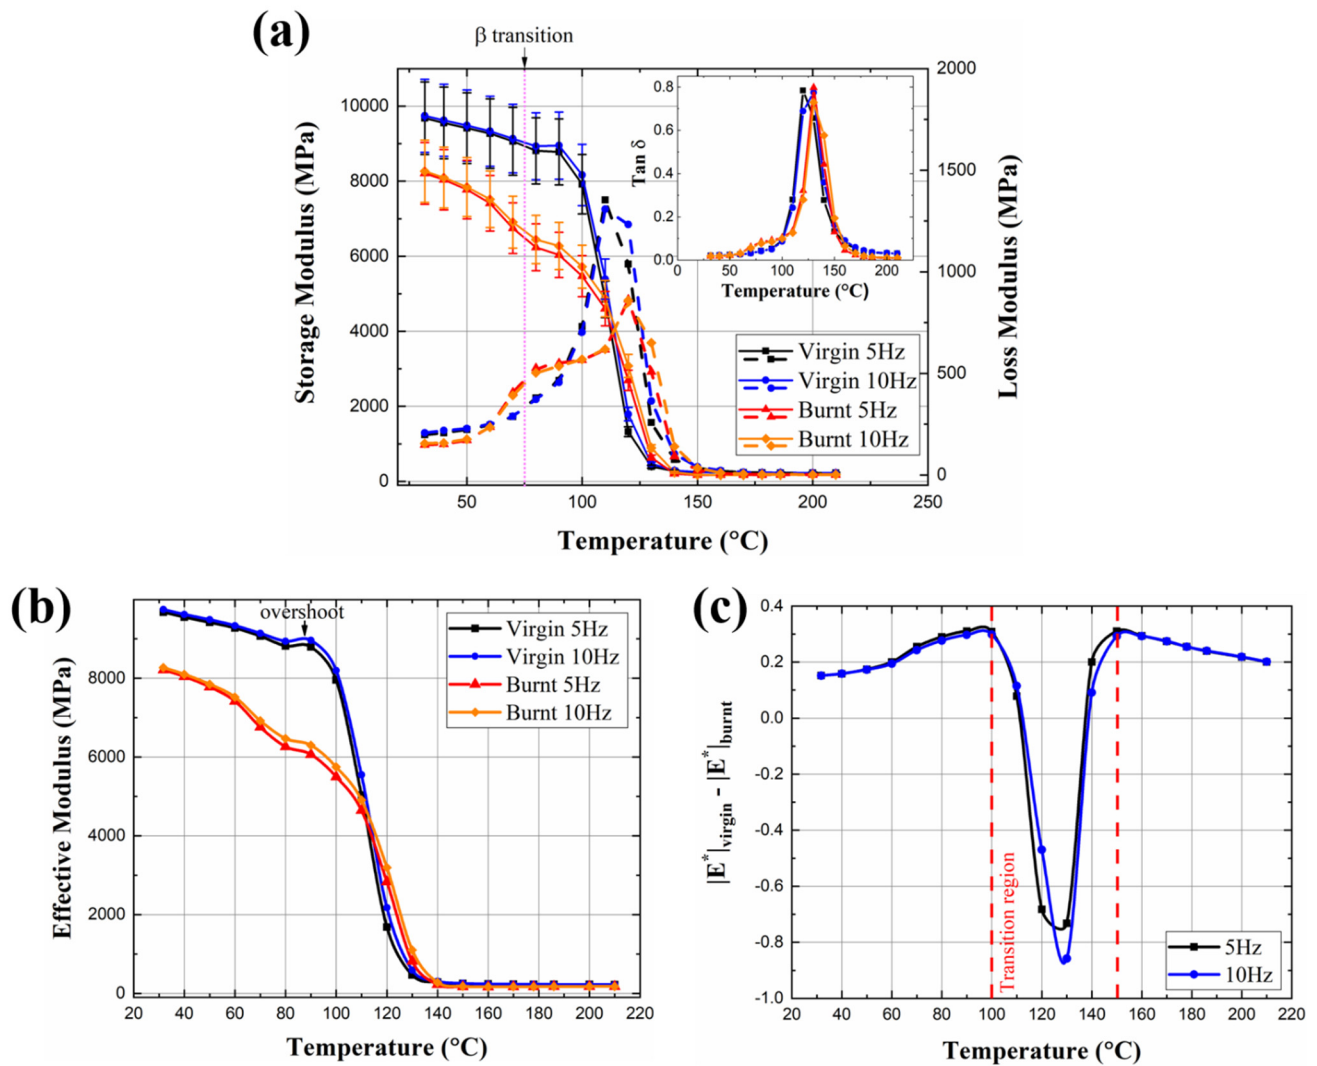 (a)
β transition
Storage Modulus (MPa)
10000
8000
6000
4000
2000
0
50
100
150
200
250
Temperature (°C)
2000
1500
1000
500
0
Loss Modulus (MPa)
Tan δ
0.8
0.6
0.4
0.2
0.0
0
50
100
150
200
Temperature (°C)
Virgin 5Hz
Virgin 10Hz
Burnt 5Hz
Burnt 10Hz
(b)
overshoot
Effective Modulus (MPa)
8000
6000
4000
2000
0
20
40
60
80
100
120
140
160
180
200
220
Temperature (°C)
Virgin 5Hz
Virgin 10Hz
Burnt 5Hz
Burnt 10Hz
(c)
|E*|virgin - |E*|burnt
0.4
0.2
0.0
-0.2
-0.4
-0.6
-0.8
-1.0
20
40
60
80
100
120
140
160
180
200
220
Temperature (°C)
Transition region
5Hz
10Hz